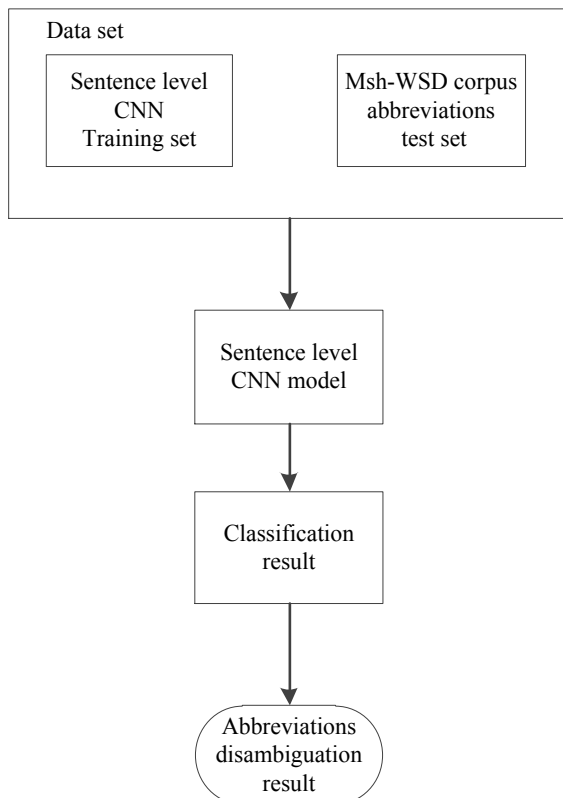 Data set
Sentence level
CNN
Training set
Msh-WSD corpus
abbreviations
test set
Sentence level
CNN model
Classification
result
Abbreviations
disambiguation
result